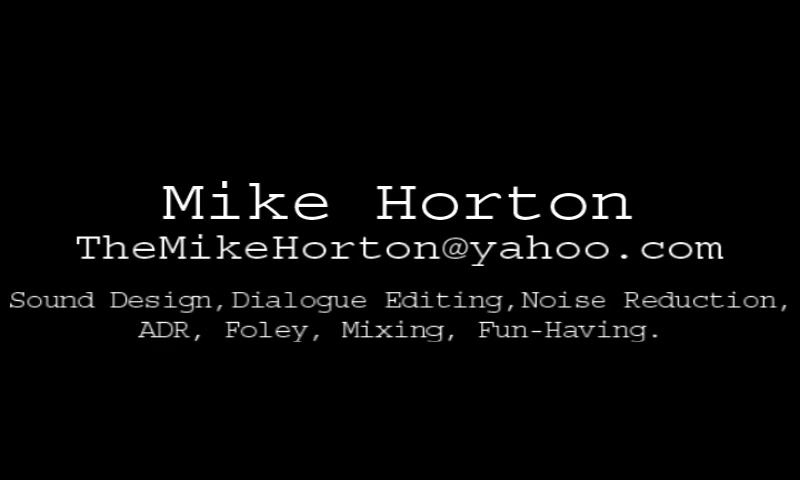 Mike Horton
TheMikeHorton@yahoo.com
Sound Design,Dialogue Editing,Noise Reduction,
ADR, Foley, Mixing, Fun-Having.